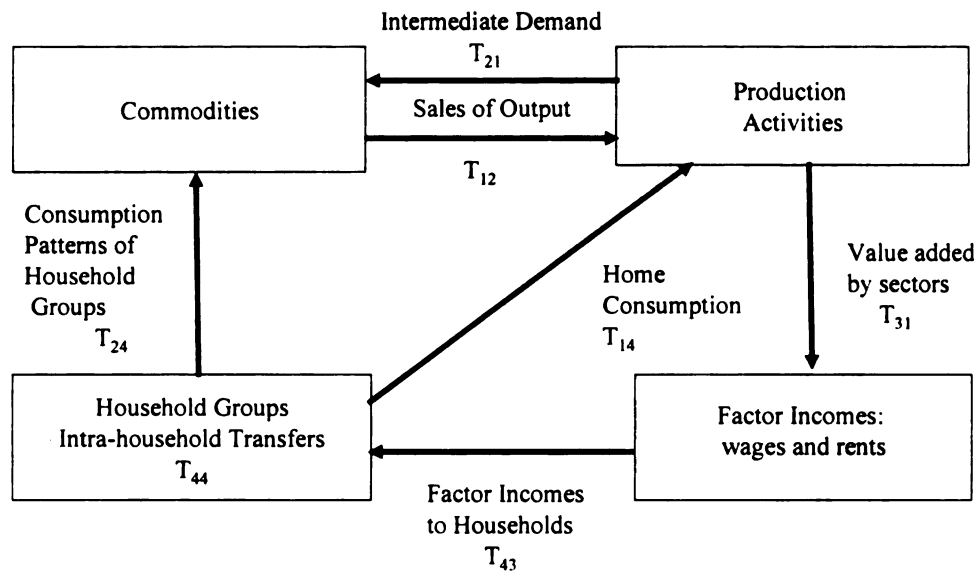 Intermediate Demand
T21
Commodities
Sales of Output
T12
Production
Activities
Consumption
Patterns of
Household
Groups
T24
Home
Consumption
T14
Value added
by sectors
T31
Household Groups
Intra-household Transfers
T44
Factor Incomes
to Households
T43
Factor Incomes:
wages and rents